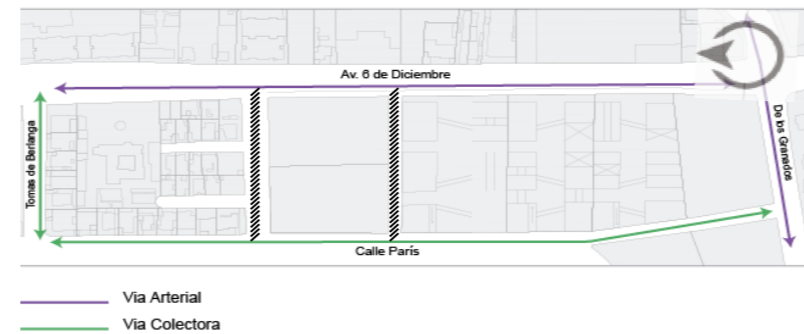 Av. 6 de Diciembre
Tomas de Berlanga
De los Granados
Calle París
Via Arterial
Via Colectora